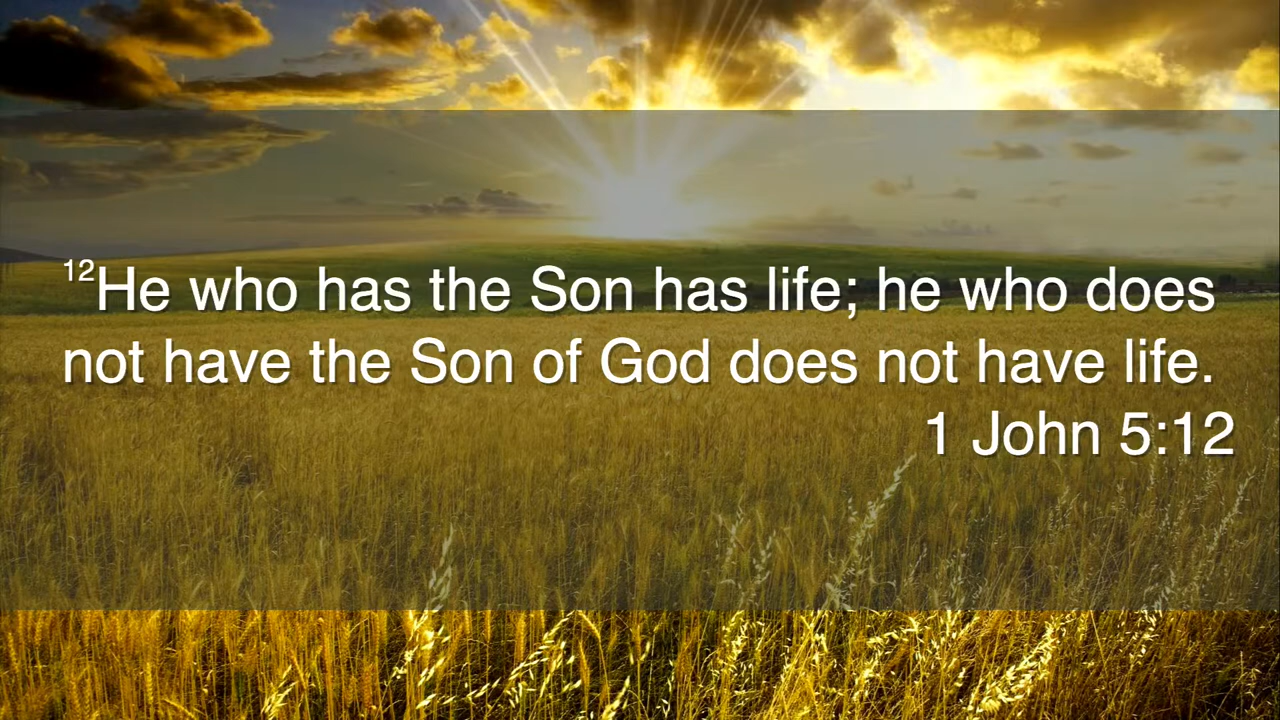 ¹²He who has the Son has life; he who does
not have the Son of God does not have life.
1 John 5:12